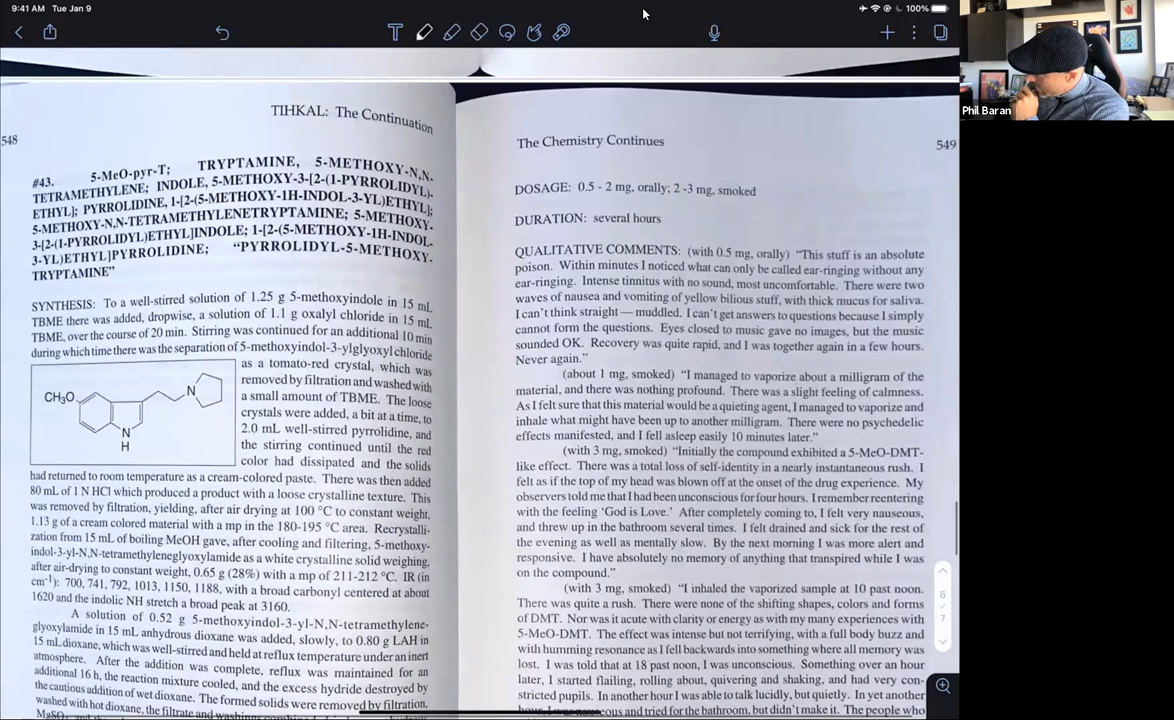 9:41 AM Tue Jan 9
100%
Phil Baran
TIHKAL: The Continuation
548
#43. 5-MeO-pyr-T; TRYPTAMINE, 5-METHOXY-N,N-
TETRAMETHYLENE; INDOLE, 5-METHOXY-3-[2-(1-PYRROLIDYL)-
ETHYL]; PYRROLIDINE, 1-[2-(5-METHOXY-1H-INDOL-3-YL)ETHYL];
5-METHOXY-N,N-TETRAMETHYLENETRYPTAMINE; 5-METHOXY-
3-[2-(1-PYRROLIDYL)ETHYL]INDOLE; 1-[2-(5-METHOXY-1H-INDOL-
3-YL)ETHYL]PYRROLIDINE; “PYRROLIDYL-5-METHOXY-
TRYPTAMINE”
SYNTHESIS: To a well-stirred solution of 1.25 g 5-methoxyindole in 15 mL
TBME there was added, dropwise, a solution of 1.1 g oxalyl chloride in 15 mL
TBME, over the course of 20 min. Stirring was continued for an additional 10 min
during which time there was the separation of 5-methoxyindol-3-ylglyoxyl chloride
as a tomato-red crystal, which was
removed by filtration and washed with
a small amount of TBME. The loose
crystals were added, a bit at a time, to
2.0 mL well-stirred pyrrolidine, and
the stirring continued until the red
color had dissipated and the solids
CH3O
N
N
H
had returned to room temperature as a cream-colored paste. There was then added
80 mL of 1 N HCl which produced a product with a loose crystalline texture. This
was removed by filtration, yielding, after air drying at 100 °C to constant weight,
1.13 g of a cream colored material with a mp in the 180-195 °C area. Recrystalli-
zation from 15 mL of boiling MeOH gave, after cooling and filtering, 5-methoxy-
indol-3-yl-N,N-tetramethyleneglyoxylamide as a white crystalline solid weighing,
after air-drying to constant weight, 0.65 g (28%) with a mp of 211-212 °C. IR (in
cm-1): 700, 741, 792, 1013, 1150, 1188, with a broad carbonyl centered at about
1620 and the indolic NH stretch a broad peak at 3160.
A solution of 0.52 g 5-methoxyindol-3-yl-N,N-tetramethylene-
glyoxylamide in 15 mL anhydrous dioxane was added, slowly, to 0.80 g LAH in
15 mL dioxane, which was well-stirred and held at reflux temperature under an inert
atmosphere. After the addition was complete, reflux was maintained for an
additional 16 h, the reaction mixture cooled, and the excess hydride destroyed by
the cautious addition of wet dioxane. The formed solids were removed by filtration,
washed with hot dioxane, the filtrate and washings
The Chemistry Continues
549
DOSAGE: 0.5 - 2 mg, orally; 2 -3 mg, smoked
DURATION: several hours
QUALITATIVE COMMENTS: (with 0.5 mg, orally) “This stuff is an absolute
poison. Within minutes I noticed what can only be called ear-ringing without any
ear-ringing. Intense tinnitus with no sound, most uncomfortable. There were two
waves of nausea and vomiting of yellow bilious stuff, with thick mucus for saliva.
I can’t think straight — muddled. I can’t get answers to questions because I simply
cannot form the questions. Eyes closed to music gave no images, but the music
sounded OK. Recovery was quite rapid, and I was together again in a few hours.
Never again.”
(about 1 mg, smoked) “I managed to vaporize about a milligram of the
material, and there was nothing profound. There was a slight feeling of calmness.
As I felt sure that this material would be a quieting agent, I managed to vaporize and
inhale what might have been up to another milligram. There were no psychedelic
effects manifested, and I fell asleep easily 10 minutes later.”
(with 3 mg, smoked) “Initially the compound exhibited a 5-MeO-DMT-
like effect. There was a total loss of self-identity in a nearly instantaneous rush. I
felt as if the top of my head was blown off at the onset of the drug experience. My
observers told me that I had been unconscious for four hours. I remember reentering
with the feeling ‘God is Love.’ After completely coming to, I felt very nauseous,
and threw up in the bathroom several times. I felt drained and sick for the rest of
the evening as well as mentally slow. By the next morning I was more alert and
responsive. I have absolutely no memory of anything that transpired while I was
on the compound.”
(with 3 mg, smoked) “I inhaled the vaporized sample at 10 past noon.
There was quite a rush. There were none of the shifting shapes, colors and forms
of DMT. Nor was it acute with clarity or energy as with my many experiences with
5-MeO-DMT. The effect was intense but not terrifying, with a full body buzz and
with humming resonance as I fell backwards into something where all memory was
lost. I was told that at 18 past noon, I was unconscious. Something over an hour
later, I started flailing, rolling about, quivering and shaking, and had very con-
stricted pupils. In another hour I was able to talk lucidly, but quietly. In yet another
hour, I was nauseous and tried for the bathroom, but didn’t make it. The people who
6
/
7